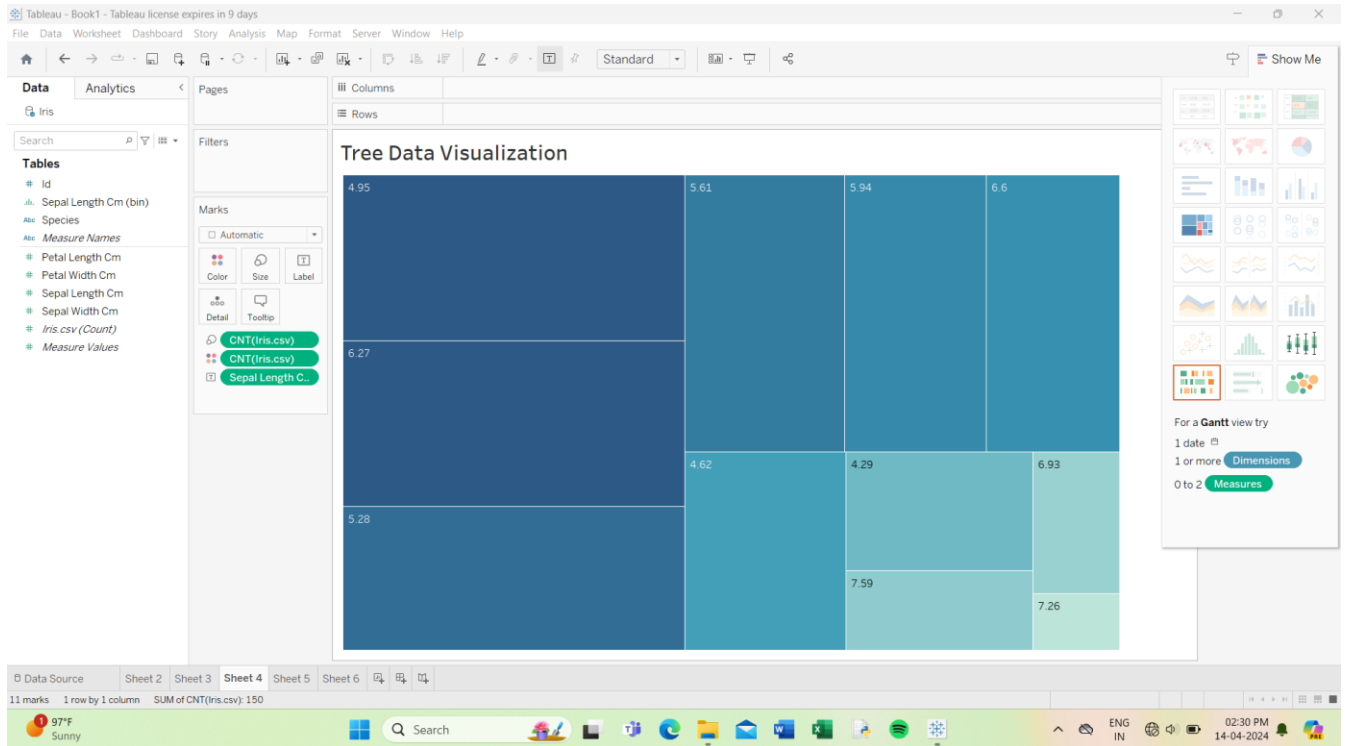 Tableau - Book1 - Tableau license expires in 9 days
File Data Worksheet Dashboard Story Analysis Map Format Server Window Help
Standard
Show Me
Data Analytics
Iris
Search
Tables
Id
Sepal Length Cm (bin)
Abc Species
Abc Measure Names
Petal Length Cm
Petal Width Cm
Sepal Length Cm
Sepal Width Cm
Iris.csv (Count)
Measure Values
Pages
Filters
Marks
Automatic
Color Size Label
Detail Tooltip
CNT(Iris.csv)
CNT(Iris.csv)
Sepal Length C..
Columns
Rows
Tree Data Visualization
4.95 5.61 5.94 6.6
6.27
4.62 4.29 6.93
5.28
7.59
7.26
For a Gantt view try
1 date
1 or more Dimensions
0 to 2 Measures
Data Source Sheet 2 Sheet 3 Sheet 4 Sheet 5 Sheet 6
11 marks 1 row by 1 column SUM of CNT(Iris.csv): 150
1
97°F
Sunny
Search
ENG
IN
02:30 PM
14-04-2024
PRE